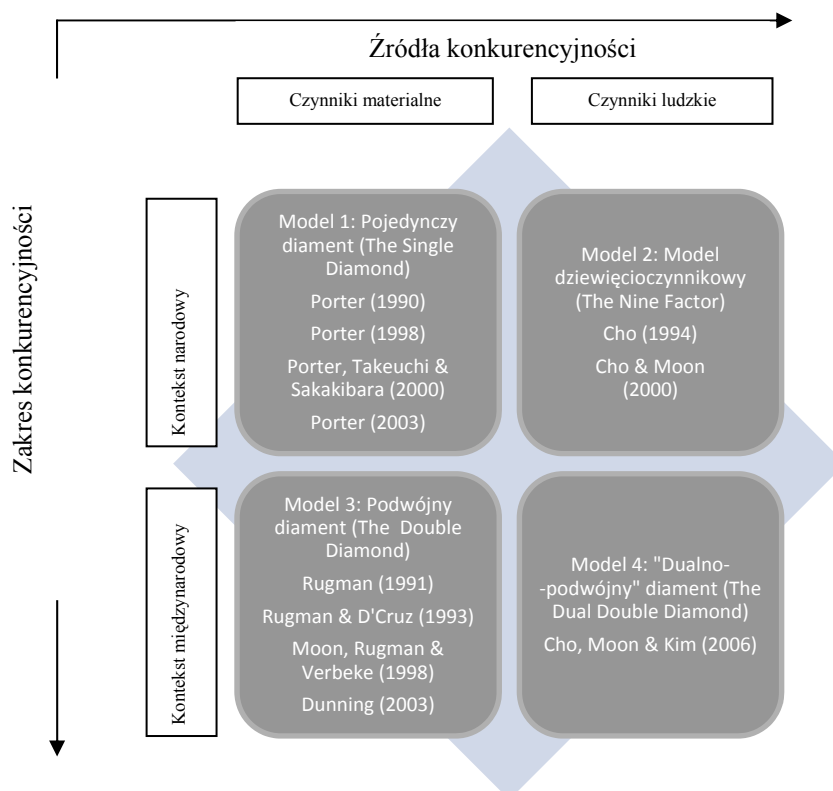 Źródła konkurencyjności
Czynniki materialne
Czynniki ludzkie
Zakres konkurencyjności
Kontekst narodowy
Model 1: Pojedynczy
diament (The Single
Diamond)
Porter (1990)
Porter (1998)
Porter, Takeuchi &
Sakakibara (2000)
Porter (2003)
Model 2: Model
dziewięcioczynnikowy
(The Nine Factor)
Cho (1994)
Cho & Moon
(2000)
Kontekst międzynarodowy
Model 3: Podwójny
diament (The Double
Diamond)
Rugman (1991)
Rugman & D'Cruz (1993)
Moon, Rugman &
Verbeke (1998)
Dunning (2003)
Model 4: "Dualno-
-podwójny" diament (The
Dual Double Diamond)
Cho, Moon & Kim (2006)